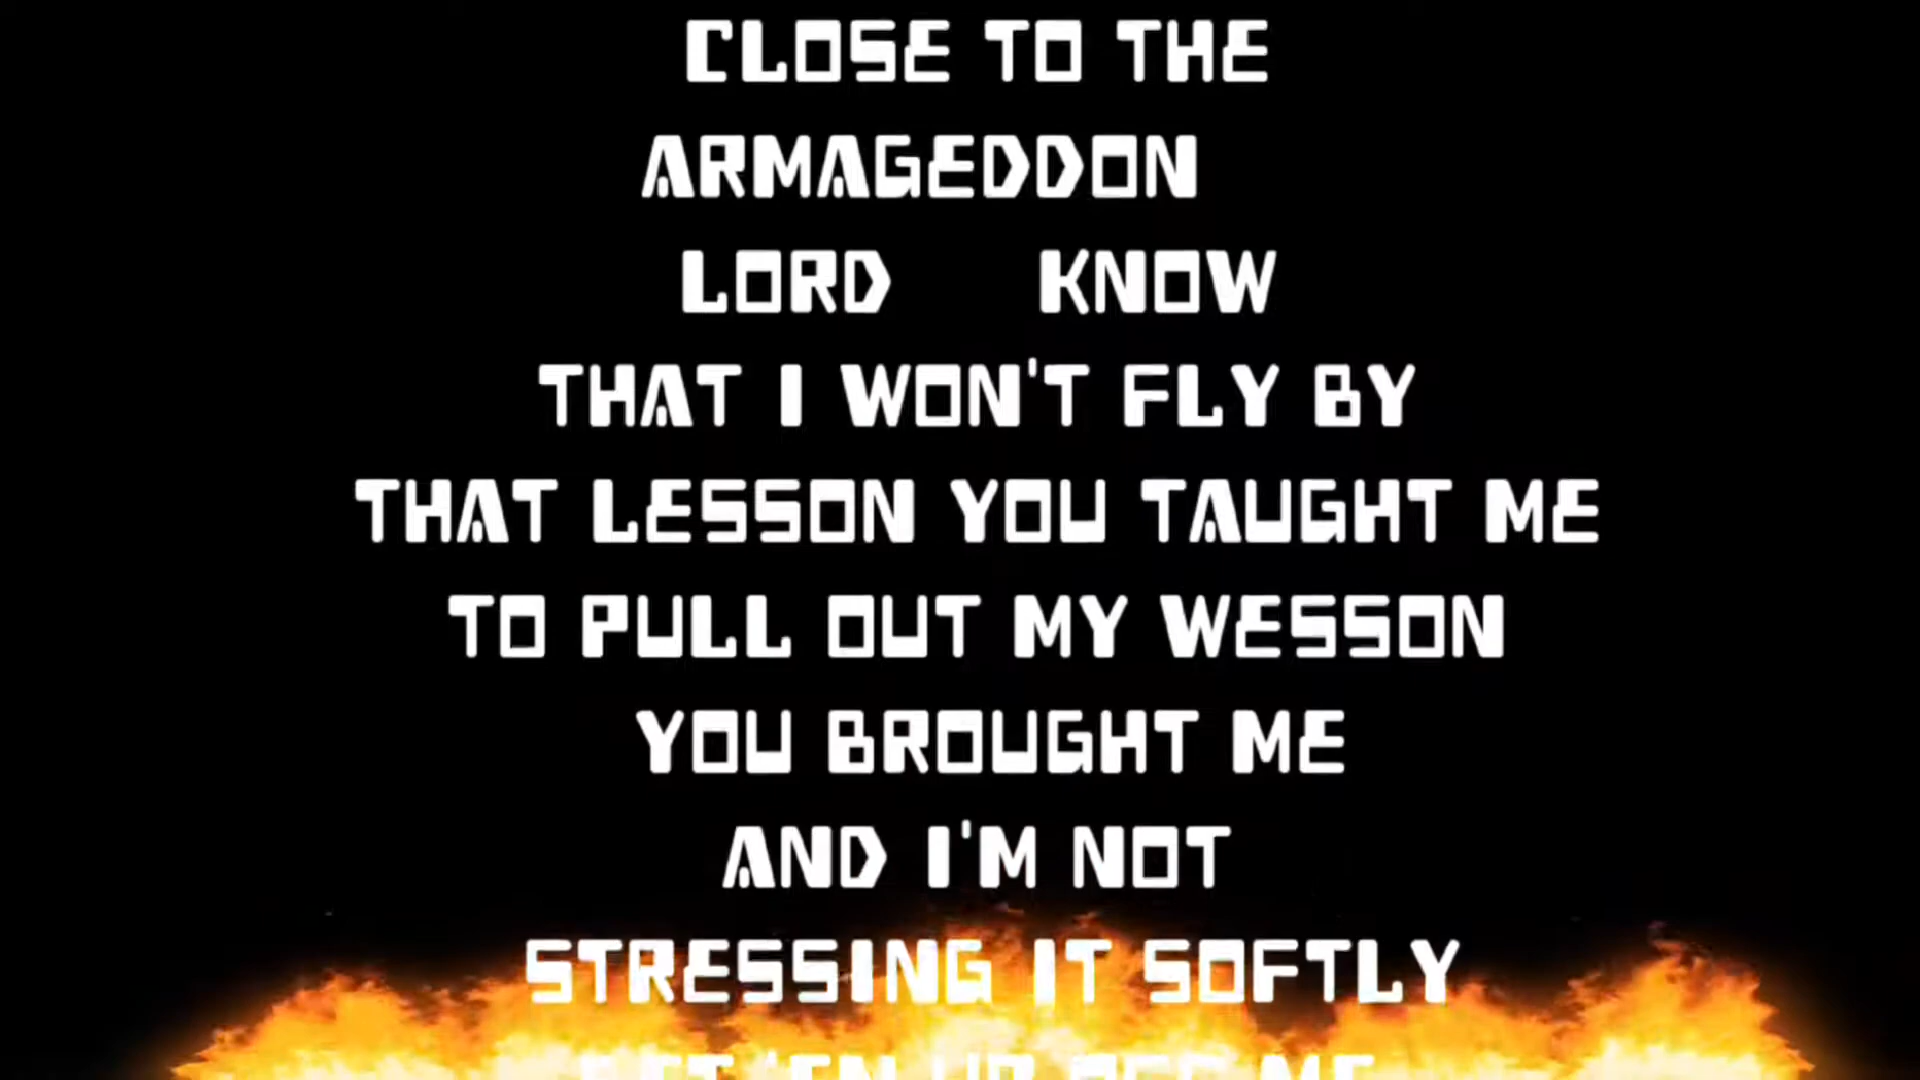 CLOSE TO THE
ARMAGEDDON
LORD KNOW
THAT I WON'T FLY BY
THAT LESSON YOU TAUGHT ME
TO PULL OUT MY WESSON
YOU BROUGHT ME
AND I'M NOT
STRESSING IT SOFTLY